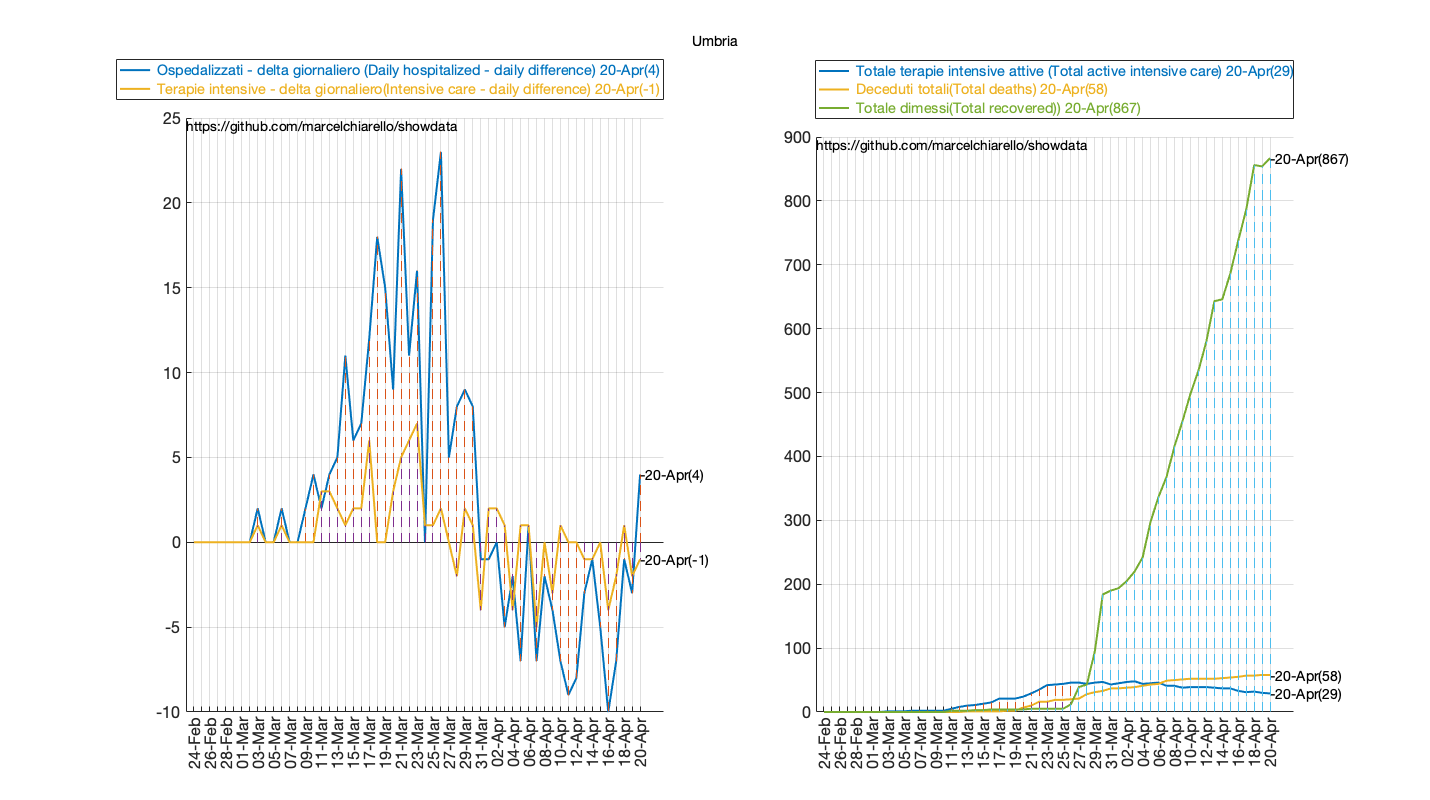 Umbria
Ospedalizzati - delta giornaliero (Daily hospitalized - daily difference) 20-Apr(4)
Terapie intensive - delta giornaliero(Intensive care - daily difference) 20-Apr(-1)
https://github.com/marcelchiarello/showdata
25
20
15
10
5
0
-5
-10
-20-Apr(4)
-20-Apr(-1)
24-Feb
26-Feb
28-Feb
01-Mar
03-Mar
05-Mar
07-Mar
09-Mar
11-Mar
13-Mar
15-Mar
17-Mar
19-Mar
21-Mar
23-Mar
25-Mar
27-Mar
29-Mar
31-Mar
02-Apr
04-Apr
06-Apr
08-Apr
10-Apr
12-Apr
14-Apr
16-Apr
18-Apr
20-Apr
Totale terapie intensive attive (Total active intensive care) 20-Apr(29)
Deceduti totali(Total deaths) 20-Apr(58)
Totale dimessi(Total recovered)) 20-Apr(867)
https://github.com/marcelchiarello/showdata
900
800
700
600
500
400
300
200
100
0
-20-Apr(867)
-20-Apr(58)
-20-Apr(29)
24-Feb
26-Feb
28-Feb
01-Mar
03-Mar
05-Mar
07-Mar
09-Mar
11-Mar
13-Mar
15-Mar
17-Mar
19-Mar
21-Mar
23-Mar
25-Mar
27-Mar
29-Mar
31-Mar
02-Apr
04-Apr
06-Apr
08-Apr
10-Apr
12-Apr
14-Apr
16-Apr
18-Apr
20-Apr